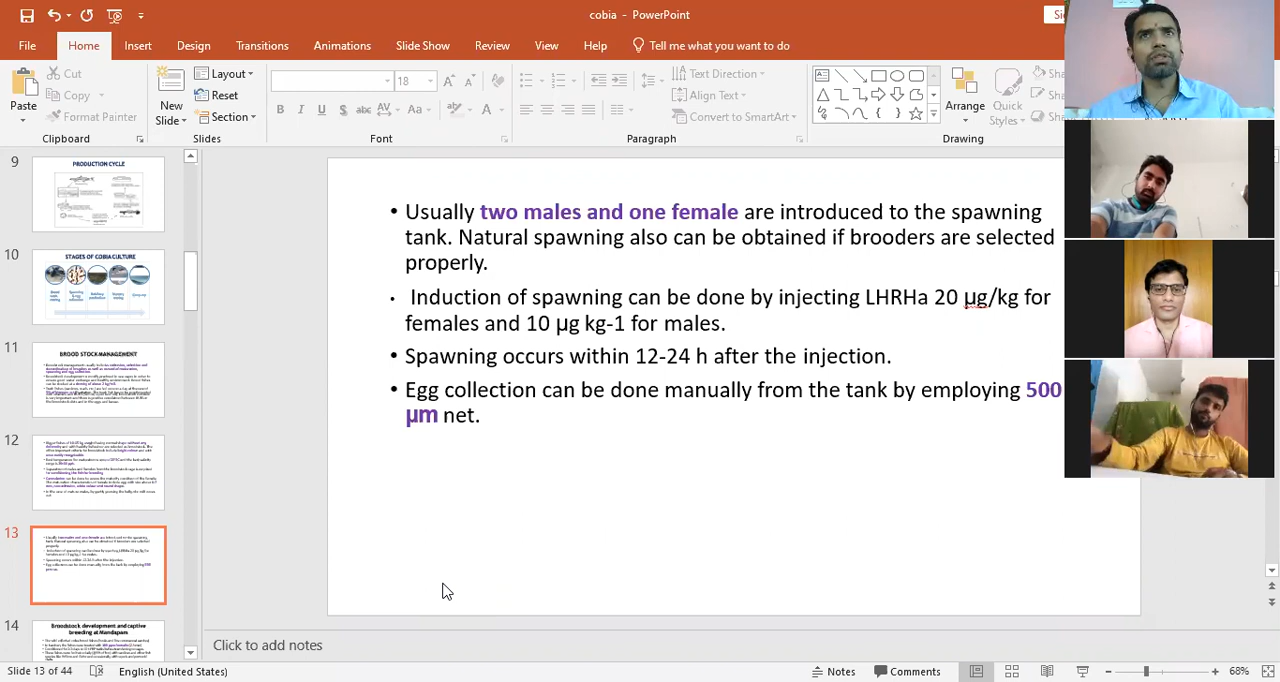 cobia - PowerPoint
File
Home
Insert
Design
Transitions
Animations
Slide Show
Review
View
Help
Tell me what you want to do
Paste
Cut
Copy
Format Painter
Clipboard
New
Slide
Layout
Reset
Section
Slides
18
B I U S abc AV Aa A
Font
Text Direction
Align Text
Convert to SmartArt
Paragraph
Arrange
Quick
Styles
Drawing
9
PRODUCTION CYCLE
10
STAGES OF COBIA CULTURE
11
BROOD STOCK MANAGEMENT
12
13
14
Broodstock development and captive
breeding at Mandapam
• Usually two males and one female are introduced to the spawning
tank. Natural spawning also can be obtained if brooders are selected
properly.
• Induction of spawning can be done by injecting LHRHa 20 µg/kg for
females and 10 µg kg-1 for males.
• Spawning occurs within 12-24 h after the injection.
• Egg collection can be done manually from the tank by employing 500
µm net.
Click to add notes
Slide 13 of 44
English (United States)
Notes
Comments
68%